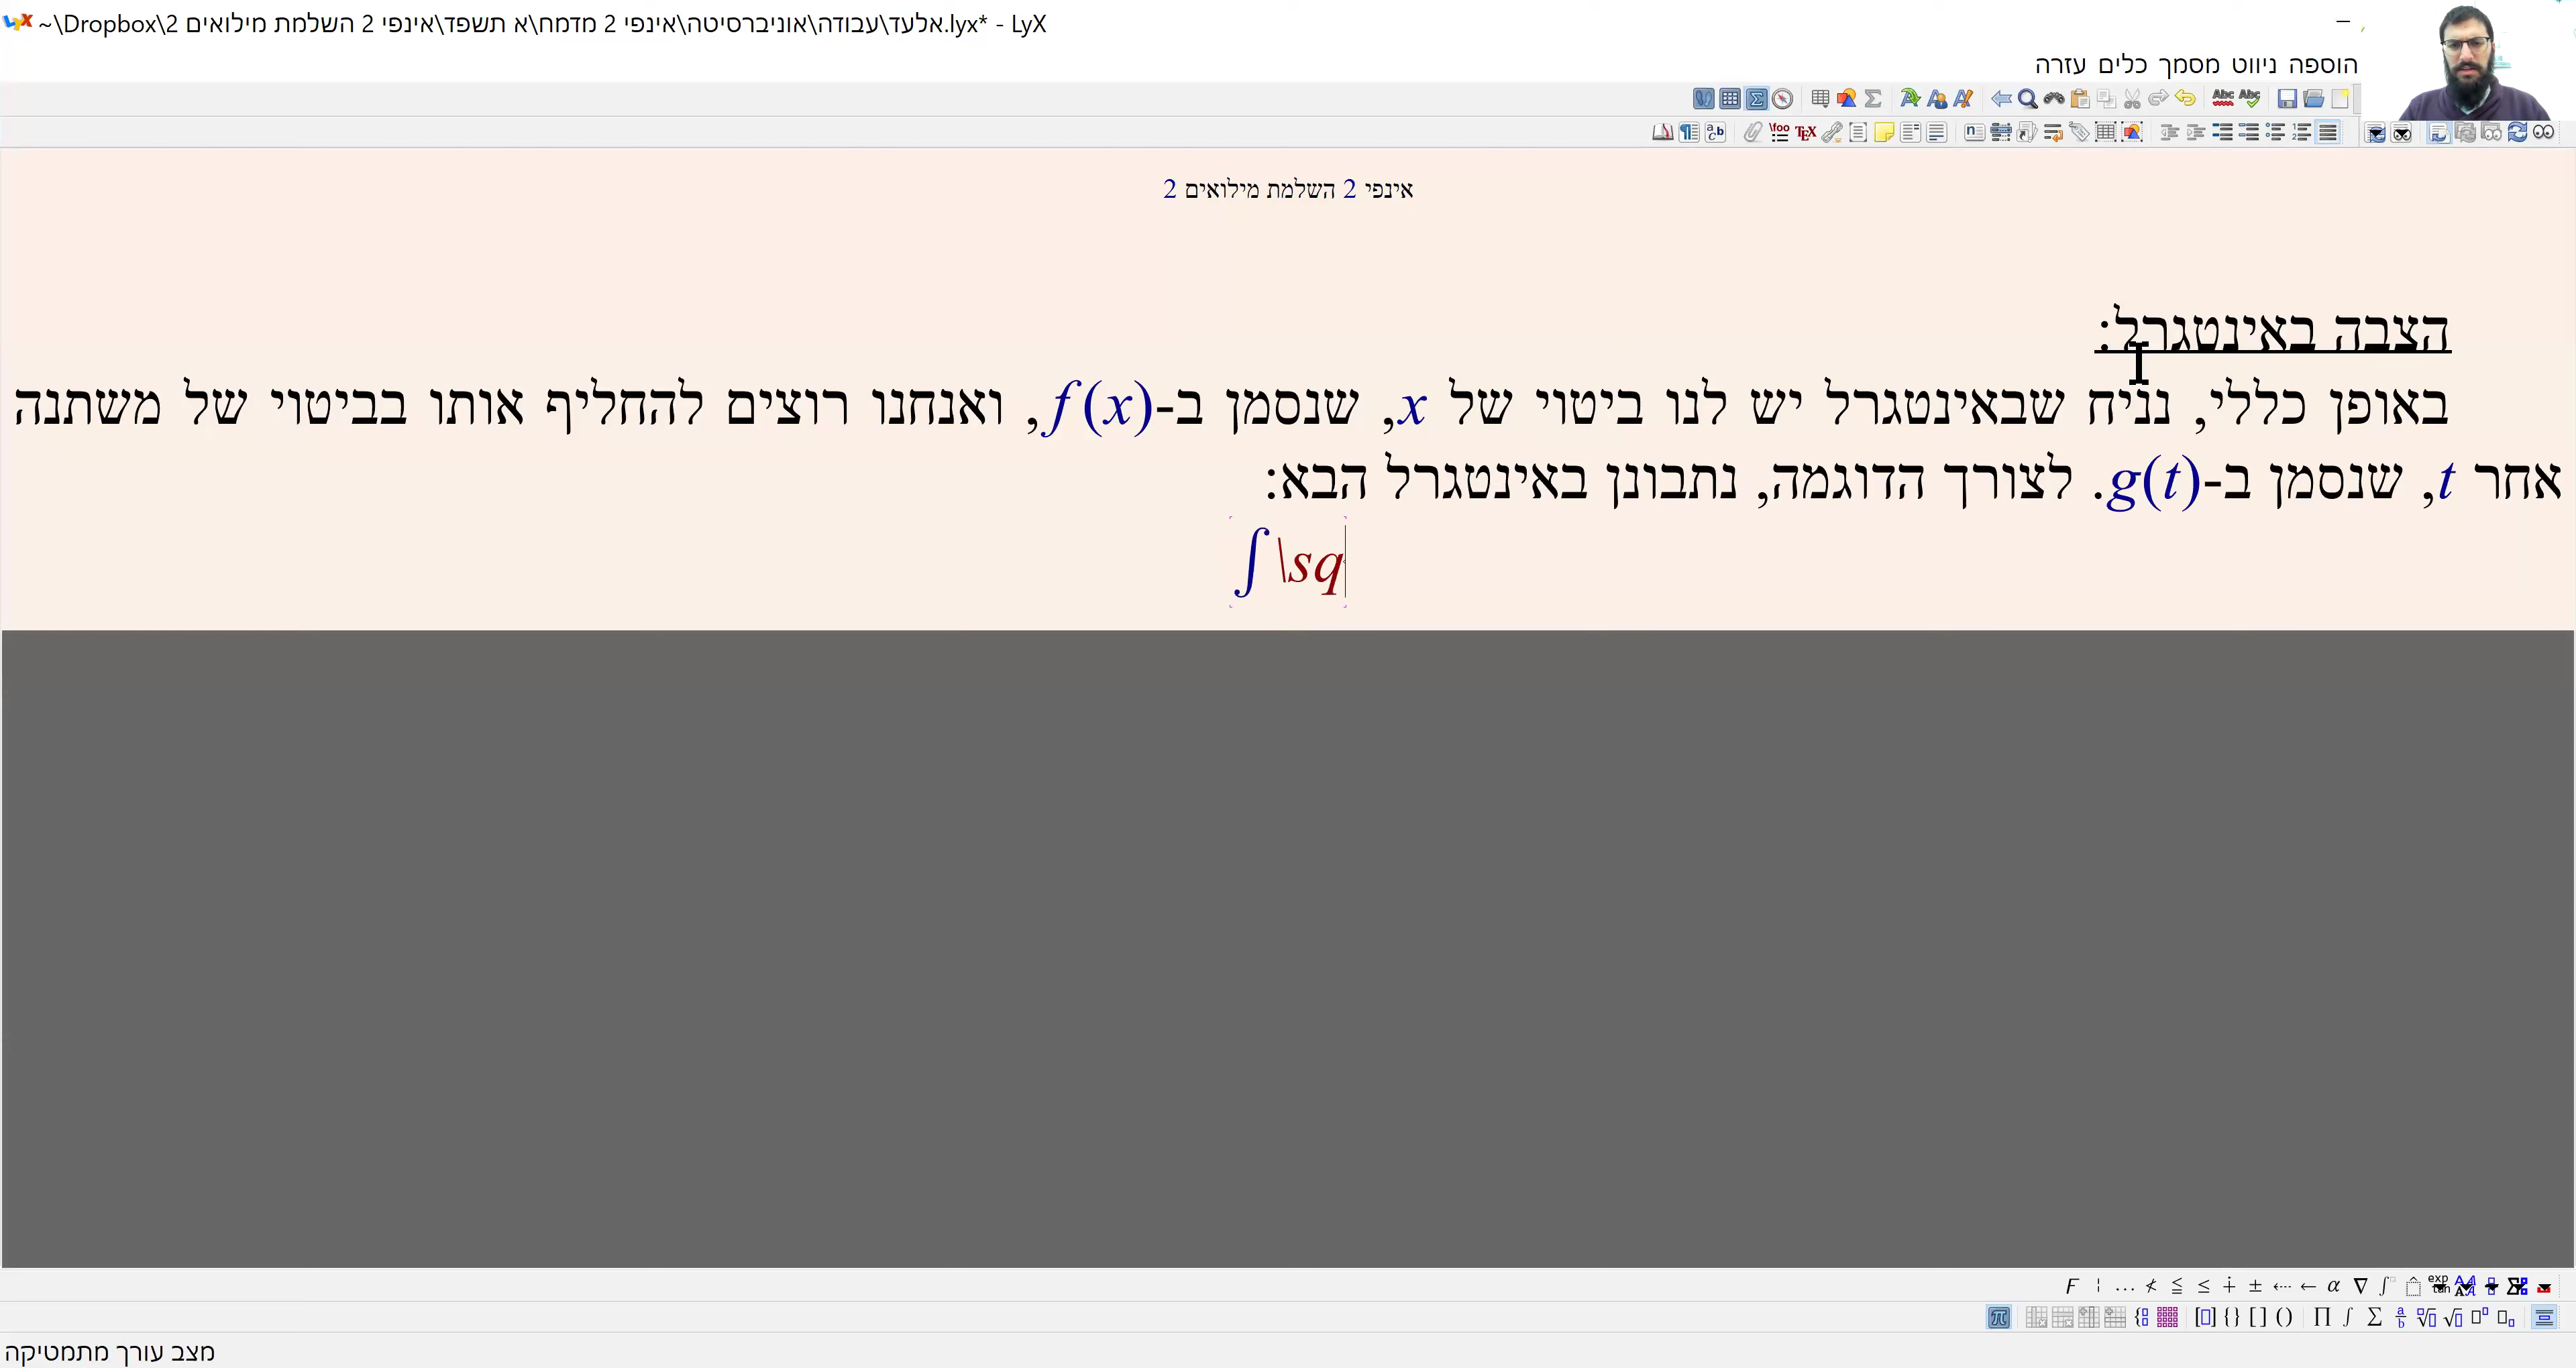 ~\Dropbox\אלעד\עבודה\אוניברסיטה\אינפי 2 מדמח\א תשפד\אינפי 2 השלמת מילואים 2.lyx* - LyX
הוספה ניווט מסמך כלים עזרה
אינפי 2 השלמת מילואים 2
הצבה באינטגרל:
באופן כללי, נניח שבאינטגרל יש לנו ביטוי של x, שנסמן ב-f(x), ואנחנו רוצים להחליף אותו בביטוי של משתנה
אחר t, שנסמן ב-g(t). לצורך הדוגמה, נתבונן באינטגרל הבא:
∫ \sq
מצב עורך מתמטיקה